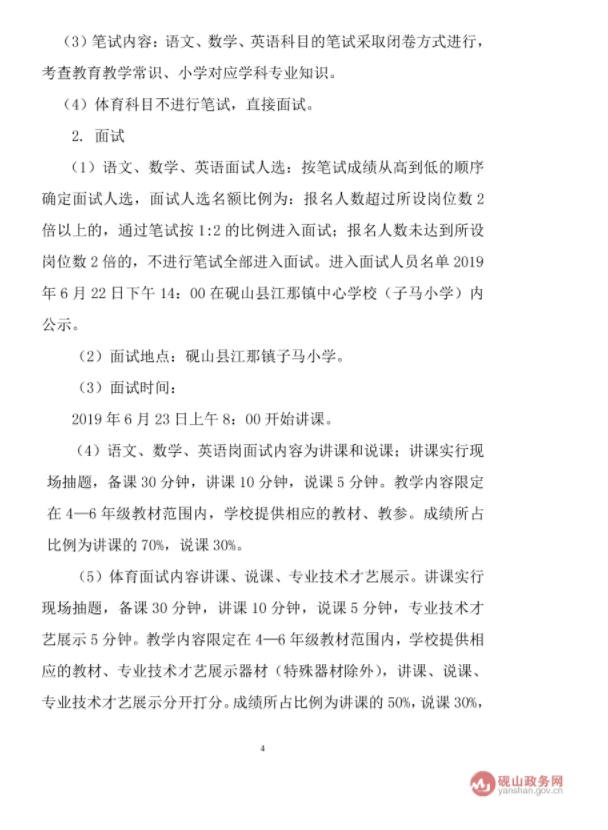 （3）笔试内容：语文、数学、英语科目的笔试采取闭卷方式进行，
考查教育教学常识、小学对应学科专业知识。
（4）体育科目不进行笔试，直接面试。
2. 面试
（1）语文、数学、英语面试人选：按笔试成绩从高到低的顺序
确定面试人选，面试人选名额比例为：报名人数超过所设岗位数 2
倍以上的，通过笔试按 1:2 的比例进入面试；报名人数未达到所设
岗位数 2 倍的，不进行笔试全部进入面试。进入面试人员名单 2019
年 6 月 22 日下午 14：00 在砚山县江那镇中心学校（子马小学）内
公示。
（2）面试地点：砚山县江那镇子马小学。
（3）面试时间：
2019 年 6 月 23 日上午 8：00 开始讲课。
（4）语文、数学、英语岗面试内容为讲课和说课；讲课实行现
场抽题，备课 30 分钟，讲课 10 分钟，说课 5 分钟。教学内容限定
在 4—6 年级教材范围内，学校提供相应的教材、教参。成绩所占
比例为讲课的 70%，说课 30%。
（5）体育面试内容讲课、说课、专业技术才艺展示。讲课实行
现场抽题，备课 30 分钟，讲课 10 分钟，说课 5 分钟，专业技术才
艺展示 5 分钟。教学内容限定在 4—6 年级教材范围内，学校提供相
应的教材、专业技术才艺展示器材（特殊器材除外），讲课、说课、
专业技术才艺展示分开打分。成绩所占比例为讲课的 50%，说课 30%，
4
砚山政务网
yanshan.gov.cn